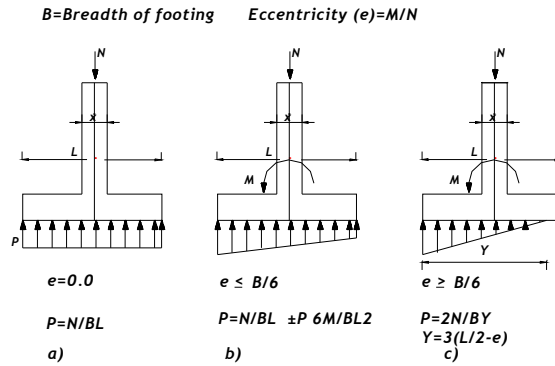 B=Breadth of footing Eccentricity (e)=M/N
N N N
x x x
L L L
M M
P
Y
e=0.0 e ≤ B/6 e ≥ B/6
P=N/BL P=N/BL ±P 6M/BL2 P=2N/BY
Y=3(L/2-e)
a) b) c)